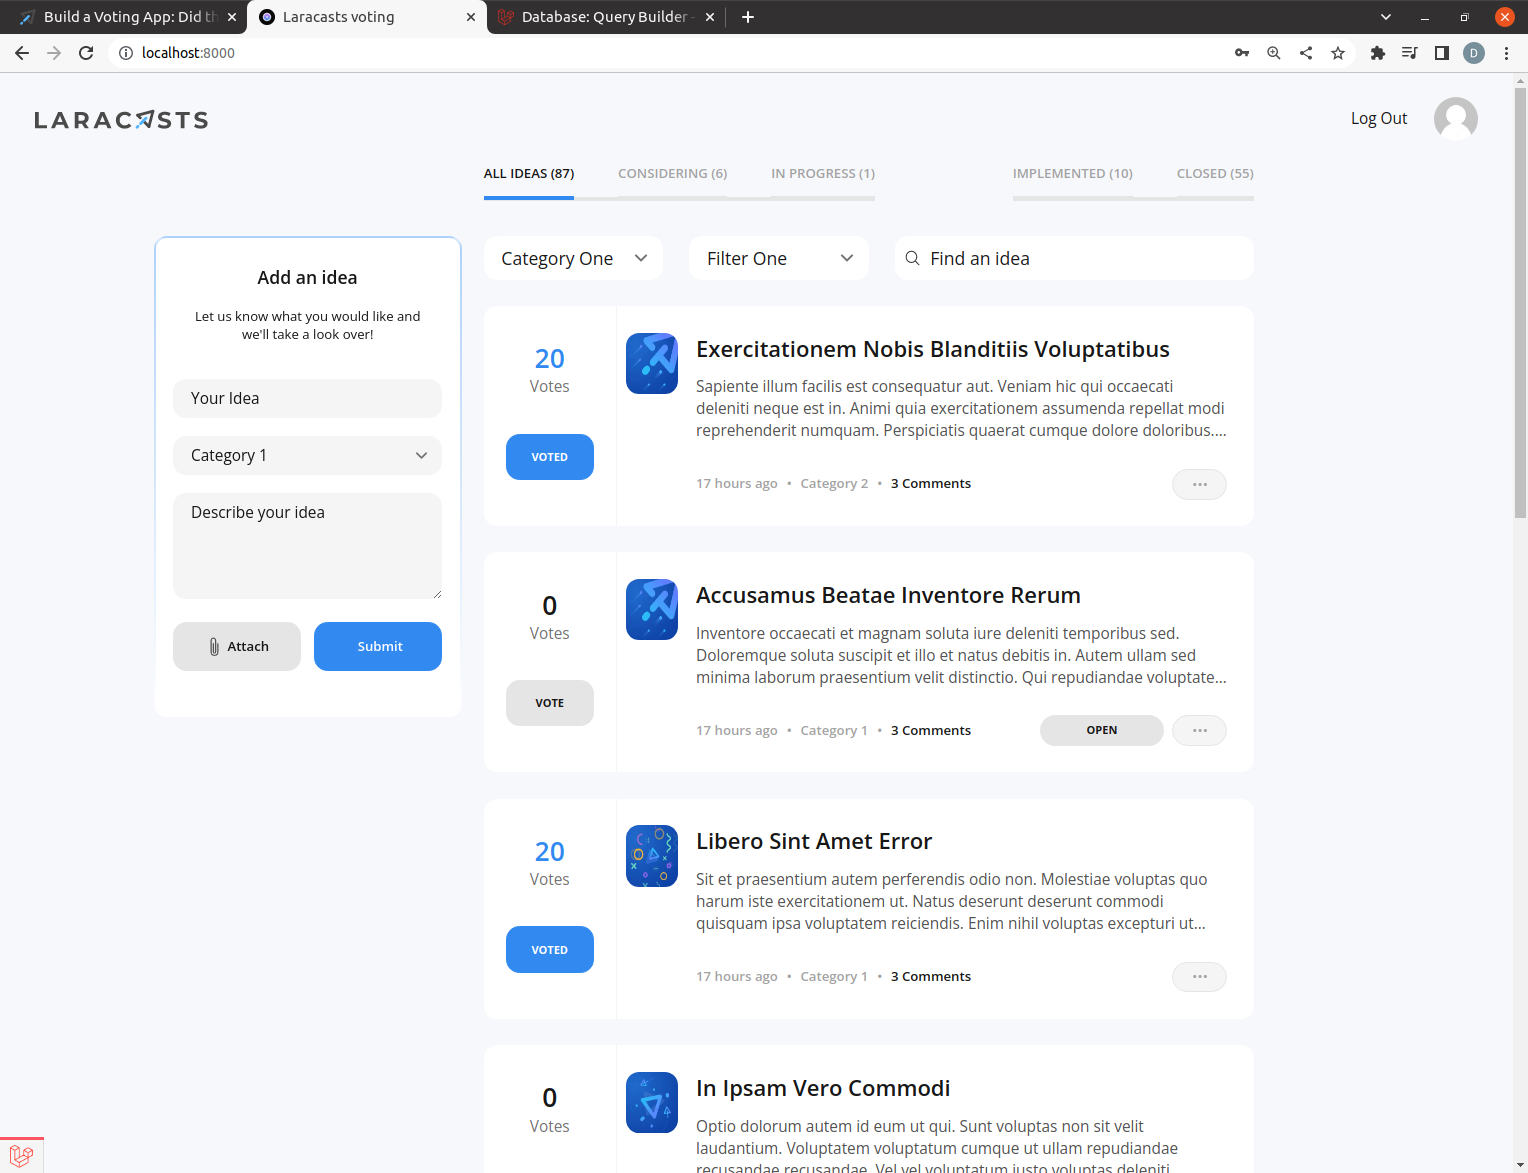 Build a Voting App: Did th
Laracasts voting
Database: Query Builder -
localhost:8000
D
LARACASTS
Log Out
ALL IDEAS (87)
CONSIDERING (6)
IN PROGRESS (1)
IMPLEMENTED (10)
CLOSED (55)
Add an idea
Let us know what you would like and
we'll take a look over!
Your Idea
Category 1
Describe your idea
Attach
Submit
Category One
Filter One
Find an idea
20
Votes
VOTED
Exercitationem Nobis Blanditiis Voluptatibus
Sapiente illum facilis est consequatur aut. Veniam hic qui occaecati
deleniti neque est in. Animi quia exercitationem assumenda repellat modi
reprehenderit numquam. Perspiciatis quaerat cumque dolore doloribus....
17 hours ago • Category 2 • 3 Comments
0
Votes
VOTE
Accusamus Beatae Inventore Rerum
Inventore occaecati et magnam soluta iure deleniti temporibus sed.
Doloremque soluta suscipit et illo et natus debitis in. Autem ullam sed
minima laborum praesentium velit distinctio. Qui repudiandae voluptate...
17 hours ago • Category 1 • 3 Comments
OPEN
20
Votes
VOTED
Libero Sint Amet Error
Sit et praesentium autem perferendis odio non. Molestiae voluptas quo
harum iste exercitationem ut. Natus deserunt deserunt commodi
quisquam ipsa voluptatem reiciendis. Enim nihil voluptas excepturi ut...
17 hours ago • Category 1 • 3 Comments
0
Votes
In Ipsam Vero Commodi
Optio dolorum autem id eum ut qui. Sunt voluptas non sit velit
laudantium. Voluptatem voluptatum cumque ut ullam repudiandae
recusandae recusandae. Vel vel voluptatum iusto voluptas deleniti